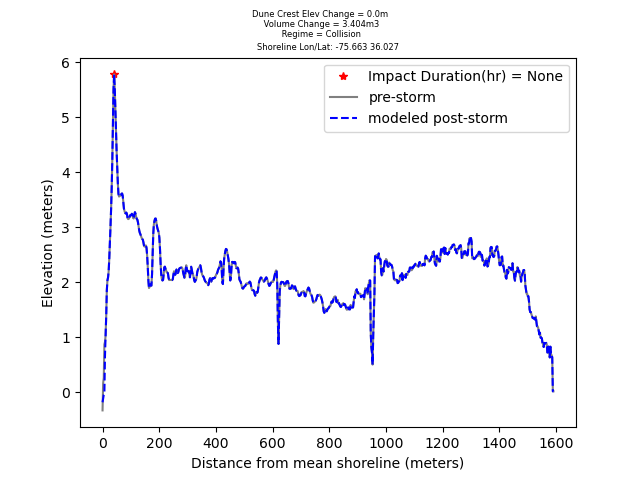 Dune Crest Elev Change = 0.0m
Volume Change = 3.404m3
Regime = Collision
Shoreline Lon/Lat: -75.663 36.027
Impact Duration(hr) = None
pre-storm
modeled post-storm
6
5
4
3
2
1
0
Elevation (meters)
0 200 400 600 800 1000 1200 1400 1600
Distance from mean shoreline (meters)